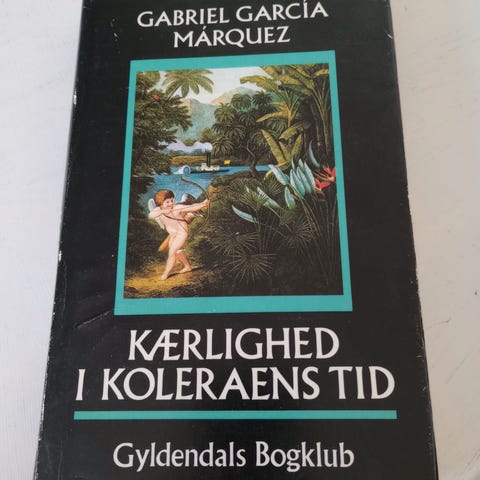 GABRIEL GARCÍA
MÁRQUEZ
KÆRLIGHED
I KOLERAENS TID
Gyldendals Bogklub